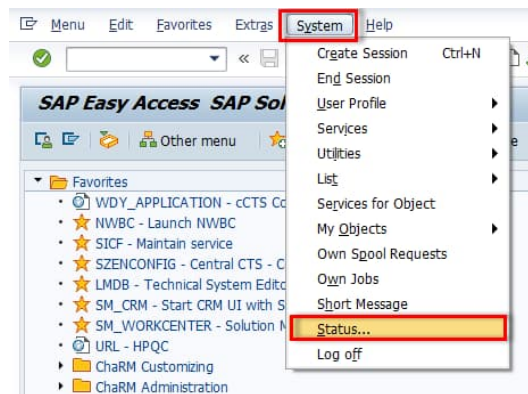 Menu Edit Favorites Extras System Help
Create Session Ctrl+N
End Session
User Profile
Services
Utilities
List
Services for Object
My Objects
Own Spool Requests
Own Jobs
Short Message
Status...
Log off
SAP Easy Access SAP Sol
Other menu
Favorites
WDY_APPLICATION - cCTS Co
NWBC - Launch NWBC
SICF - Maintain service
SZENCONFIG - Central CTS - C
LMDB - Technical System Edito
SM_CRM - Start CRM UI with S
SM_WORKCENTER - Solution M
URL - HPQC
ChaRM Customizing
ChaRM Administration